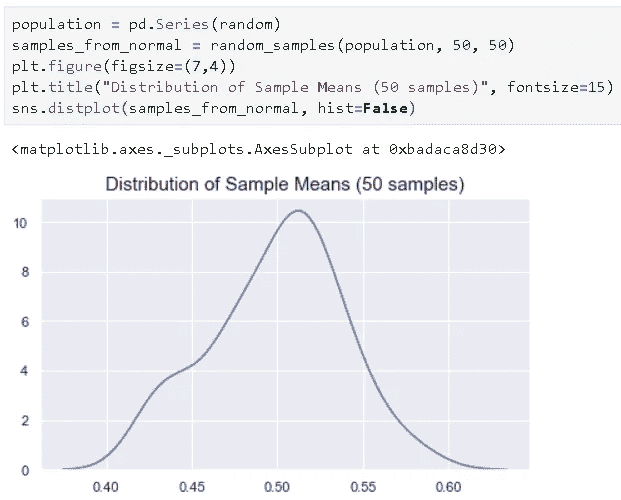 population = pd.Series(random)
samples_from_normal = random_samples(population, 50, 50)
plt.figure(figsize=(7,4))
plt.title("Distribution of Sample Means (50 samples)", fontsize=15)
sns.distplot(samples_from_normal, hist=False)
<matplotlib.axes._subplots.AxesSubplot at 0xbadaca8d30>
Distribution of Sample Means (50 samples)
10
8
6
4
2
0
0.40 0.45 0.50 0.55 0.60